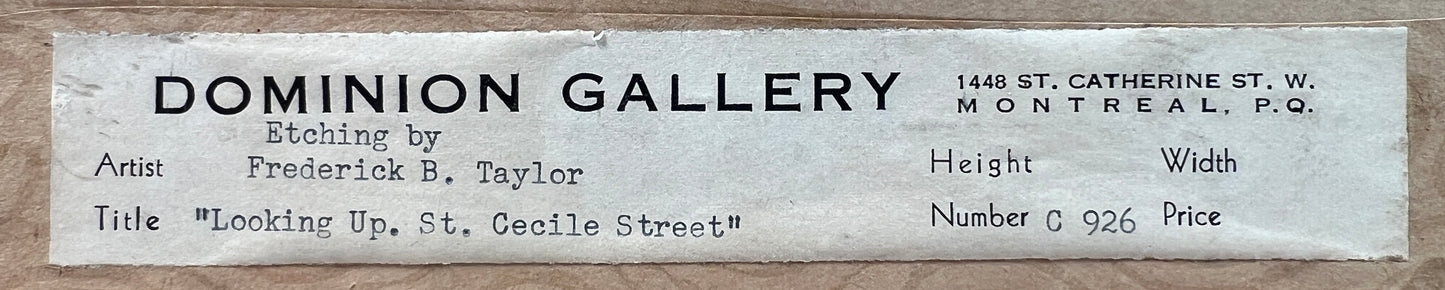 DOMINION GALLERY 1448 ST. CATHERINE ST. W.
MONTREAL, P.Q.
Etching by
Artist Frederick B. Taylor Height Width
Title "Looking Up. St. Cecile Street" Number C 926 Price